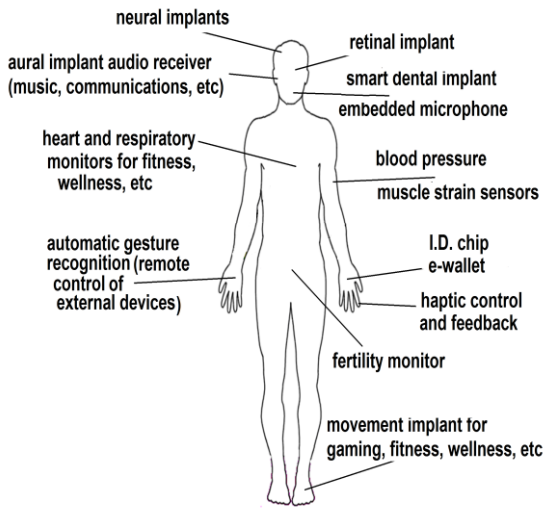 neural implants
retinal implant
aural implant audio receiver
(music, communications, etc)
smart dental implant
embedded microphone
heart and respiratory
monitors for fitness,
wellness, etc
blood pressure
muscle strain sensors
automatic gesture
recognition (remote
control of
external devices)
I.D. chip
e-wallet
haptic control
and feedback
fertility monitor
movement implant for
gaming, fitness, wellness, etc